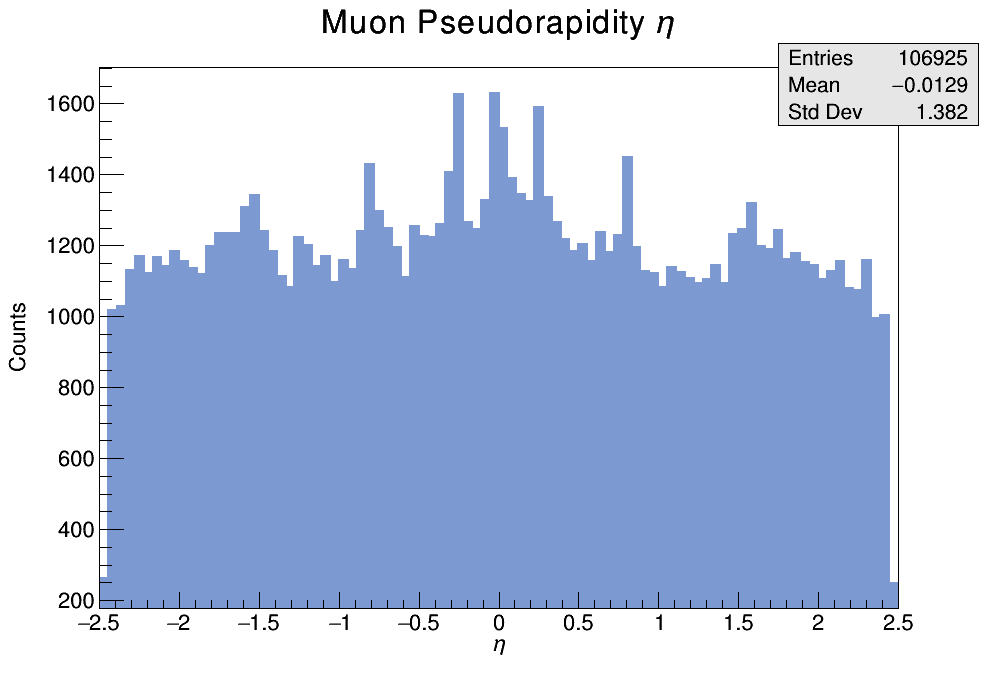 Muon Pseudorapidity η
Entries 106925
Mean −0.0129
Std Dev 1.382
1600
1400
1200
1000
800
600
400
200
Counts
−2.5 −2 −1.5 −1 −0.5 0 0.5 1 1.5 2 2.5
η